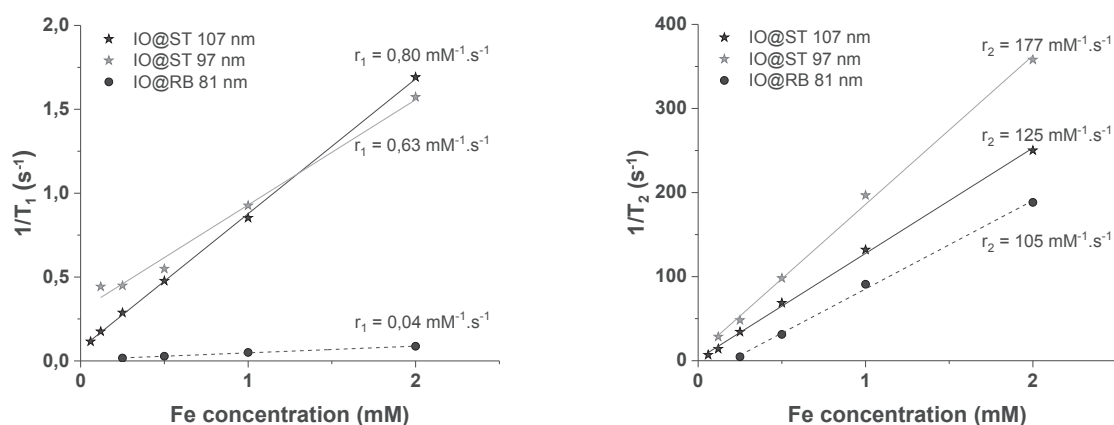 2,0
1,5
1,0
0,5
0,0
1/T₁ (s⁻¹)
IO@ST 107 nm
IO@ST 97 nm
IO@RB 81 nm
r₁ = 0,80 mM⁻¹.s⁻¹
r₁ = 0,63 mM⁻¹.s⁻¹
r₁ = 0,04 mM⁻¹.s⁻¹
0
1
2
Fe concentration (mM)
400
300
200
100
0
1/T₂ (s⁻¹)
IO@ST 107 nm
IO@ST 97 nm
IO@RB 81 nm
r₂ = 177 mM⁻¹.s⁻¹
r₂ = 125 mM⁻¹.s⁻¹
r₂ = 105 mM⁻¹.s⁻¹
0
1
2
Fe concentration (mM)